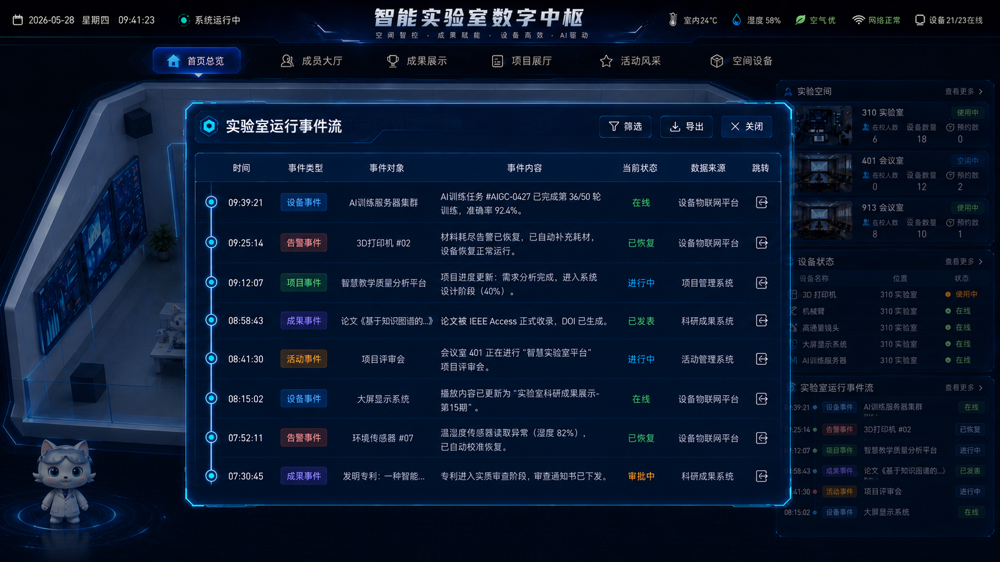 2026-05-28 星期四 09:41:23 系统运行中
智能实验室数字中枢
空间智控 · 成果赋能 · 设备高效 · AI驱动
室内24℃ 湿度 58% 空气优 网络正常 设备21/23在线
首页总览 成员大厅 成果展示 项目展厅 活动风采 空间设备
实验室运行事件流
筛选 导出 关闭
时间 事件类型 事件对象 事件内容 当前状态 数据来源 跳转
09:39:21 设备事件 AI训练服务器集群 AI训练任务 #AIGC-0427 已完成第 36/50 轮 在线 设备物联网平台
训练，准确率 92.4%。
09:25:14 告警事件 3D打印机 #02 材料耗尽告警已恢复，已自动补充耗材， 已恢复 设备物联网平台
设备恢复正常运行。
09:12:07 项目事件 智慧教学质量分析平台 项目进度更新：需求分析完成，进入系统 进行中 项目管理系统
设计阶段（40%）。
08:58:43 成果事件 论文《基于知识图谱的...》 论文被 IEEE Access 正式收录，DOI 已生成。 已发表 科研成果系统
08:41:30 活动事件 项目评审会 会议室 401 正在进行 “智慧实验室平台” 进行中 活动管理系统
项目评审会。
08:15:02 设备事件 大屏显示系统 播放内容已更新为 “实验室科研成果展示- 在线 设备物联网平台
第15期” 。
07:52:11 告警事件 环境传感器 #07 温湿度传感器读取异常（湿度 82%）， 已恢复 设备物联网平台
已自动校准恢复。
07:30:45 成果事件 发明专利：一种智能... 专利进入实质审查阶段，审查通知书已下发。 审批中 科研成果系统
实验空间 查看更多
310 实验室 使用中
在校人数 设备数量 预约数
6 18 0
401 会议室 空闲中
在校人数 设备数量 预约数
0 12 2
913 会议室 使用中
在校人数 设备数量 预约数
8 10 1
设备状态 查看更多
设备名称 位置 状态
3D 打印机 310 实验室 使用中
机械臂 310 实验室 在线
高通量镜头 310 实验室 在线
大屏显示系统 310 实验室 在线
AI训练服务器 310 实验室 在线
实验室运行事件流 查看更多
:39:21 设备事件 AI训练服务器集群 在线
:25:14 告警事件 3D打印机 #02 已恢复
:12:07 项目事件 智慧教学质量分析平台 进行中
:58:43 成果事件 论文《基于知识图谱的...》 已发表
:41:30 活动事件 项目评审会 进行中
08:15:02 设备事件 大屏显示系统 在线